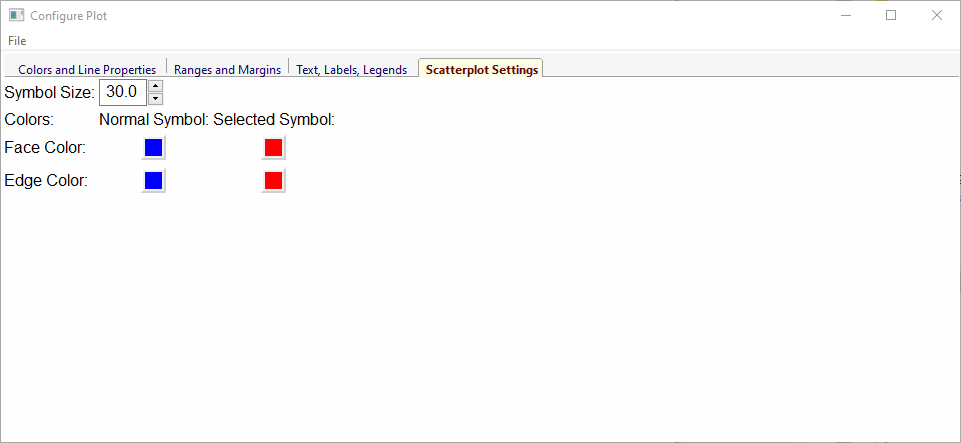 Configure Plot
File
Colors and Line Properties Ranges and Margins Text, Labels, Legends Scatterplot Settings
Symbol Size: 30.0
Colors: Normal Symbol: Selected Symbol:
Face Color:
Edge Color: